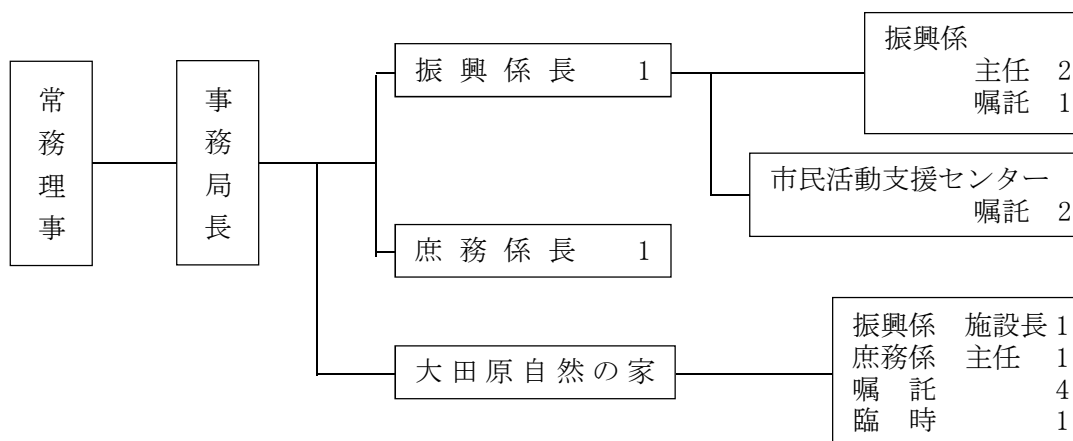 常務理事
事務局長
振興係長 1
振興係
主任 2
嘱託 1
市民活動支援センター
嘱託 2
庶務係長 1
大田原自然の家
振興係 施設長 1
庶務係 主任 1
嘱託 4
臨時 1